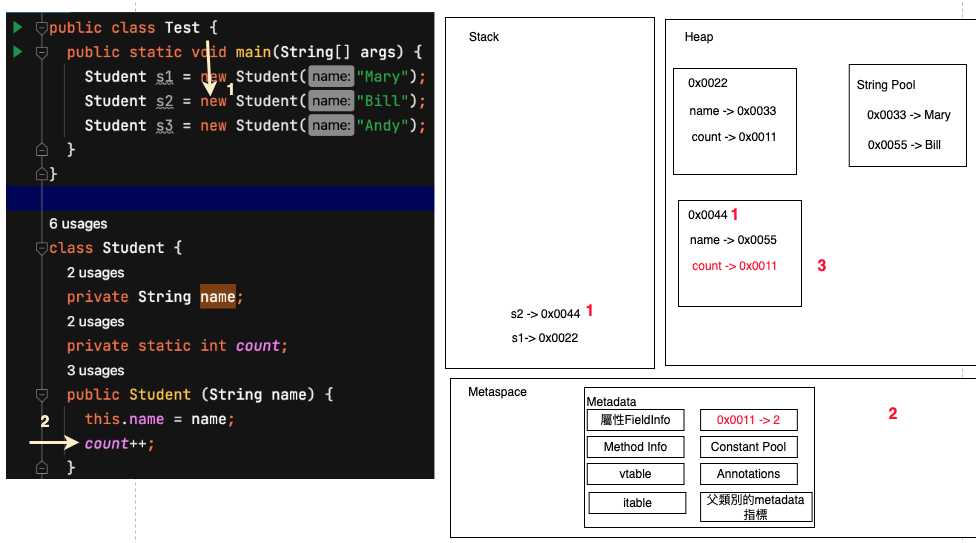 public class Test {
public static void main(String[] args) {
Student s1 = new Student( name: "Mary");
1
Student s2 = new Student( name: "Bill");
Student s3 = new Student( name: "Andy");
}
}
6 usages
class Student {
2 usages
private String name;
2 usages
private static int count;
3 usages
public Student (String name) {
this.name = name;
2
count++;
}
Stack
s2 -> 0x0044 1
s1-> 0x0022
Heap
0x0022
name -> 0x0033
count -> 0x0011
String Pool
0x0033 -> Mary
0x0055 -> Bill
0x0044 1
name -> 0x0055
count -> 0x0011
3
Metaspace
Metadata
屬性FieldInfo
0x0011 -> 2
2
Method Info
Constant Pool
vtable
Annotations
itable
父類別的metadata
指標